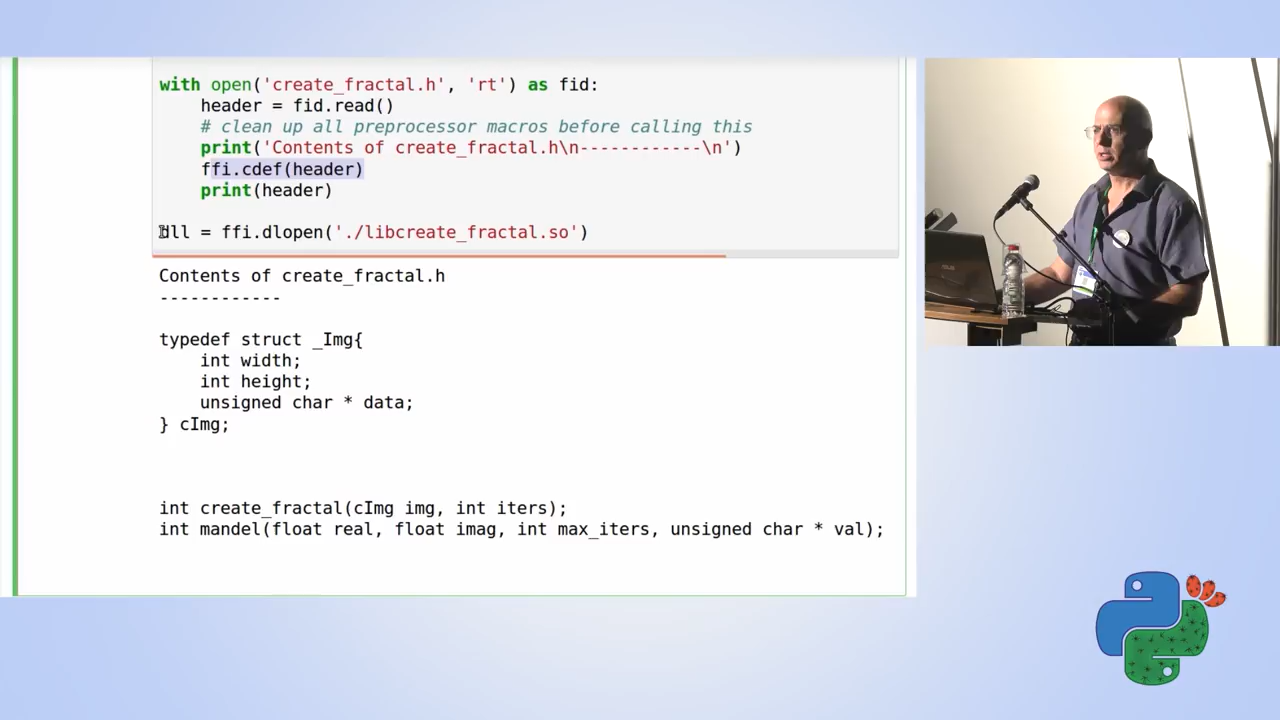 with open('create_fractal.h', 'rt') as fid:
    header = fid.read()
    # clean up all preprocessor macros before calling this
    print('Contents of create_fractal.h\n------------\n')
    ffi.cdef(header)
    print(header)
dll = ffi.dlopen('./libcreate_fractal.so')
Contents of create_fractal.h
------------
typedef struct _Img{
    int width;
    int height;
    unsigned char * data;
} cImg;
int create_fractal(cImg img, int iters);
int mandel(float real, float imag, int max_iters, unsigned char * val);